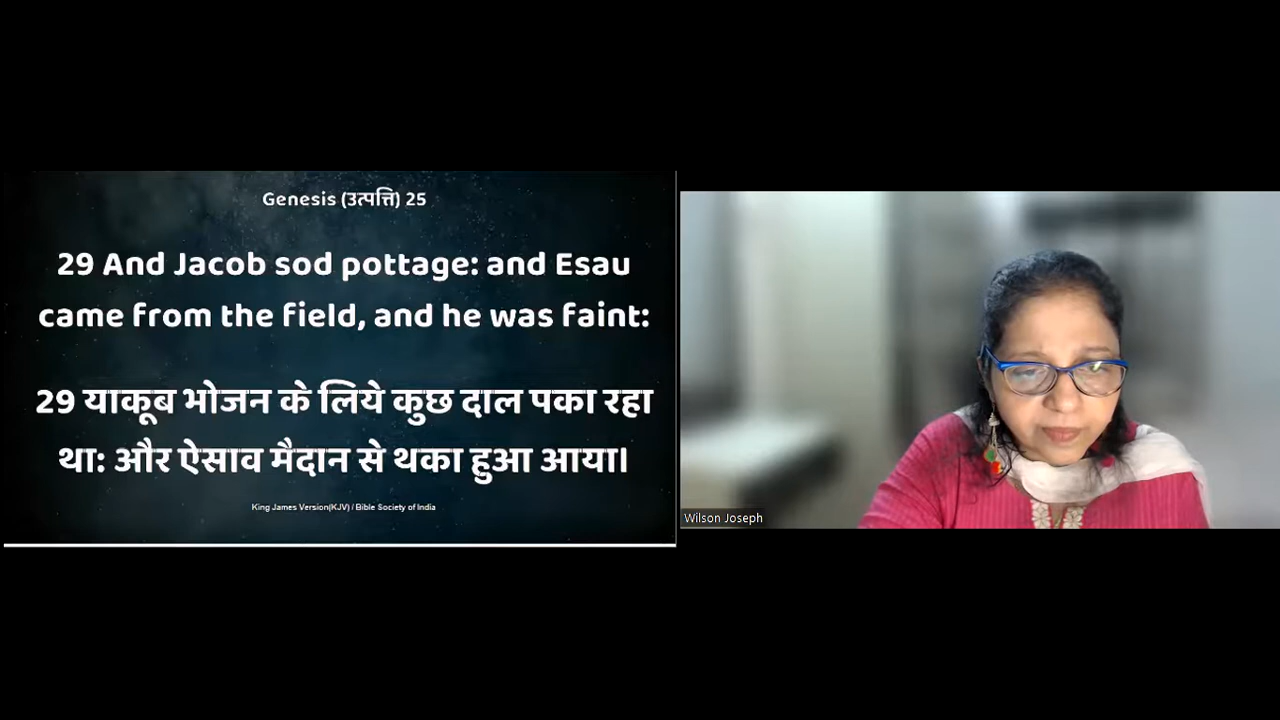 Genesis (उत्पत्ति) 25
29 And Jacob sod pottage: and Esau
came from the field, and he was faint:
29 याकूब भोजन के लिये कुछ दाल पका रहा
था: और ऐसाव मैदान से थका हुआ आया।
King James Version(KJV) / Bible Society of India
Wilson Joseph